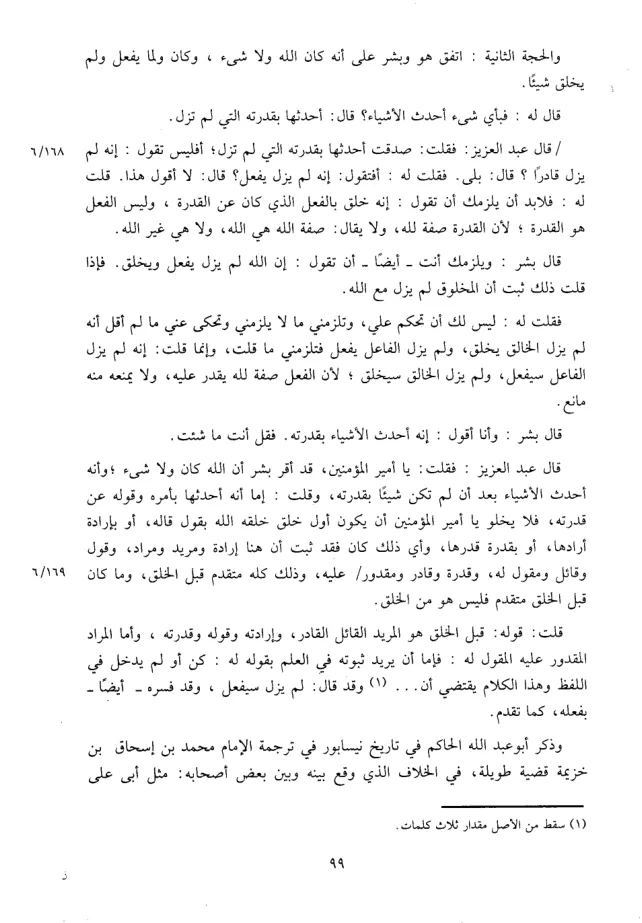 والحجة الثانية : اتفق هو وبشر على أنه كان الله ولا شىء ، وكان ولما يفعل ولم
يخلق شيئًا.
قال له : فبأي شىء أحدث الأشياء؟ قال: أحدثها بقدرته التي لم تزل.
/ قال عبد العزيز: فقلت: صدقت أحدثها بقدرته التي لم تزل؛ أفليس تقول : إنه لم ٦/١٦٨
يزل قادرًا ؟ قال: بلى. فقلت له : أفتقول: إنه لم يزل يفعل؟ قال: لا أقول هذا. قلت
له : فلابد أن يلزمك أن تقول : إنه خلق بالفعل الذي كان عن القدرة ، وليس الفعل
هو القدرة ؛ لأن القدرة صفة لله، ولا يقال: صفة الله هي الله، ولا هي غير الله.
قال بشر : ويلزمك أنت ـ أيضًا ـ أن تقول : إن الله لم يزل يفعل ويخلق. فإذا
قلت ذلك ثبت أن المخلوق لم يزل مع الله.
فقلت له : ليس لك أن تحكم علي، وتلزمني ما لا يلزمني وتحكى عني ما لم أقل أنه
لم يزل الخالق يخلق، ولم يزل الفاعل يفعل فتلزمني ما قلت، وإنما قلت: إنه لم يزل
الفاعل سيفعل، ولم يزل الخالق سيخلق ؛ لأن الفعل صفة لله يقدر عليه، ولا يمنعه منه
مانع.
قال بشر : وأنا أقول : إنه أحدث الأشياء بقدرته. فقل أنت ما شئت.
قال عبد العزيز : فقلت: يا أمير المؤمنين، قد أقر بشر أن الله كان ولا شىء ؛وأنه
أحدث الأشياء بعد أن لم تكن شيئًا بقدرته، وقلت : إما أنه أحدثها بأمره وقوله عن
قدرته، فلا يخلو يا أمير المؤمنين أن يكون أول خلق خلقه الله بقول قاله، أو بإرادة
أرادها، أو بقدرة قدرها، وأي ذلك كان فقد ثبت أن هنا إرادة ومريد ومراد، وقول
وقائل ومقول له، وقدرة وقادر ومقدور/ عليه، وذلك كله متقدم قبل الخلق، وما كان ٦/١٦٩
قبل الخلق متقدم فليس هو من الخلق.
قلت: قوله: قبل الخلق هو المريد القائل القادر، وإرادته وقوله وقدرته ، وأما المراد
المقدور عليه المقول له : فإما أن يريد ثبوته في العلم بقوله له : كن أو لم يدخل في
اللفظ وهذا الكلام يقتضي أن... (١) وقد قال: لم يزل سيفعل ، وقد فسره ـ أيضًا ـ
بفعله، كما تقدم.
وذكر أبوعبد الله الحاكم في تاريخ نيسابور في ترجمة الإمام محمد بن إسحاق بن
خزيمة قضية طويلة، في الخلاف الذي وقع بينه وبين بعض أصحابه: مثل أبى على
(١) سقط من الأصل مقدار ثلاث كلمات.
٩٩
ز